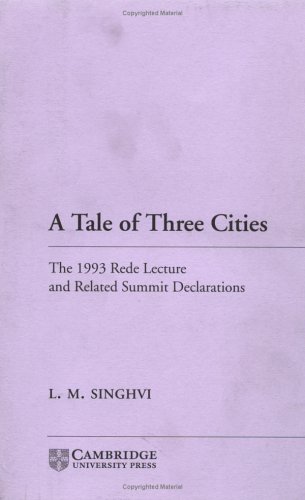 Copyrighted Material
A Tale of Three Cities
The 1993 Rede Lecture
and Related Summit Declarations
L. M. SINGHVI
CAMBRIDGE
UNIVERSITY PRESS
Copyrighted Material